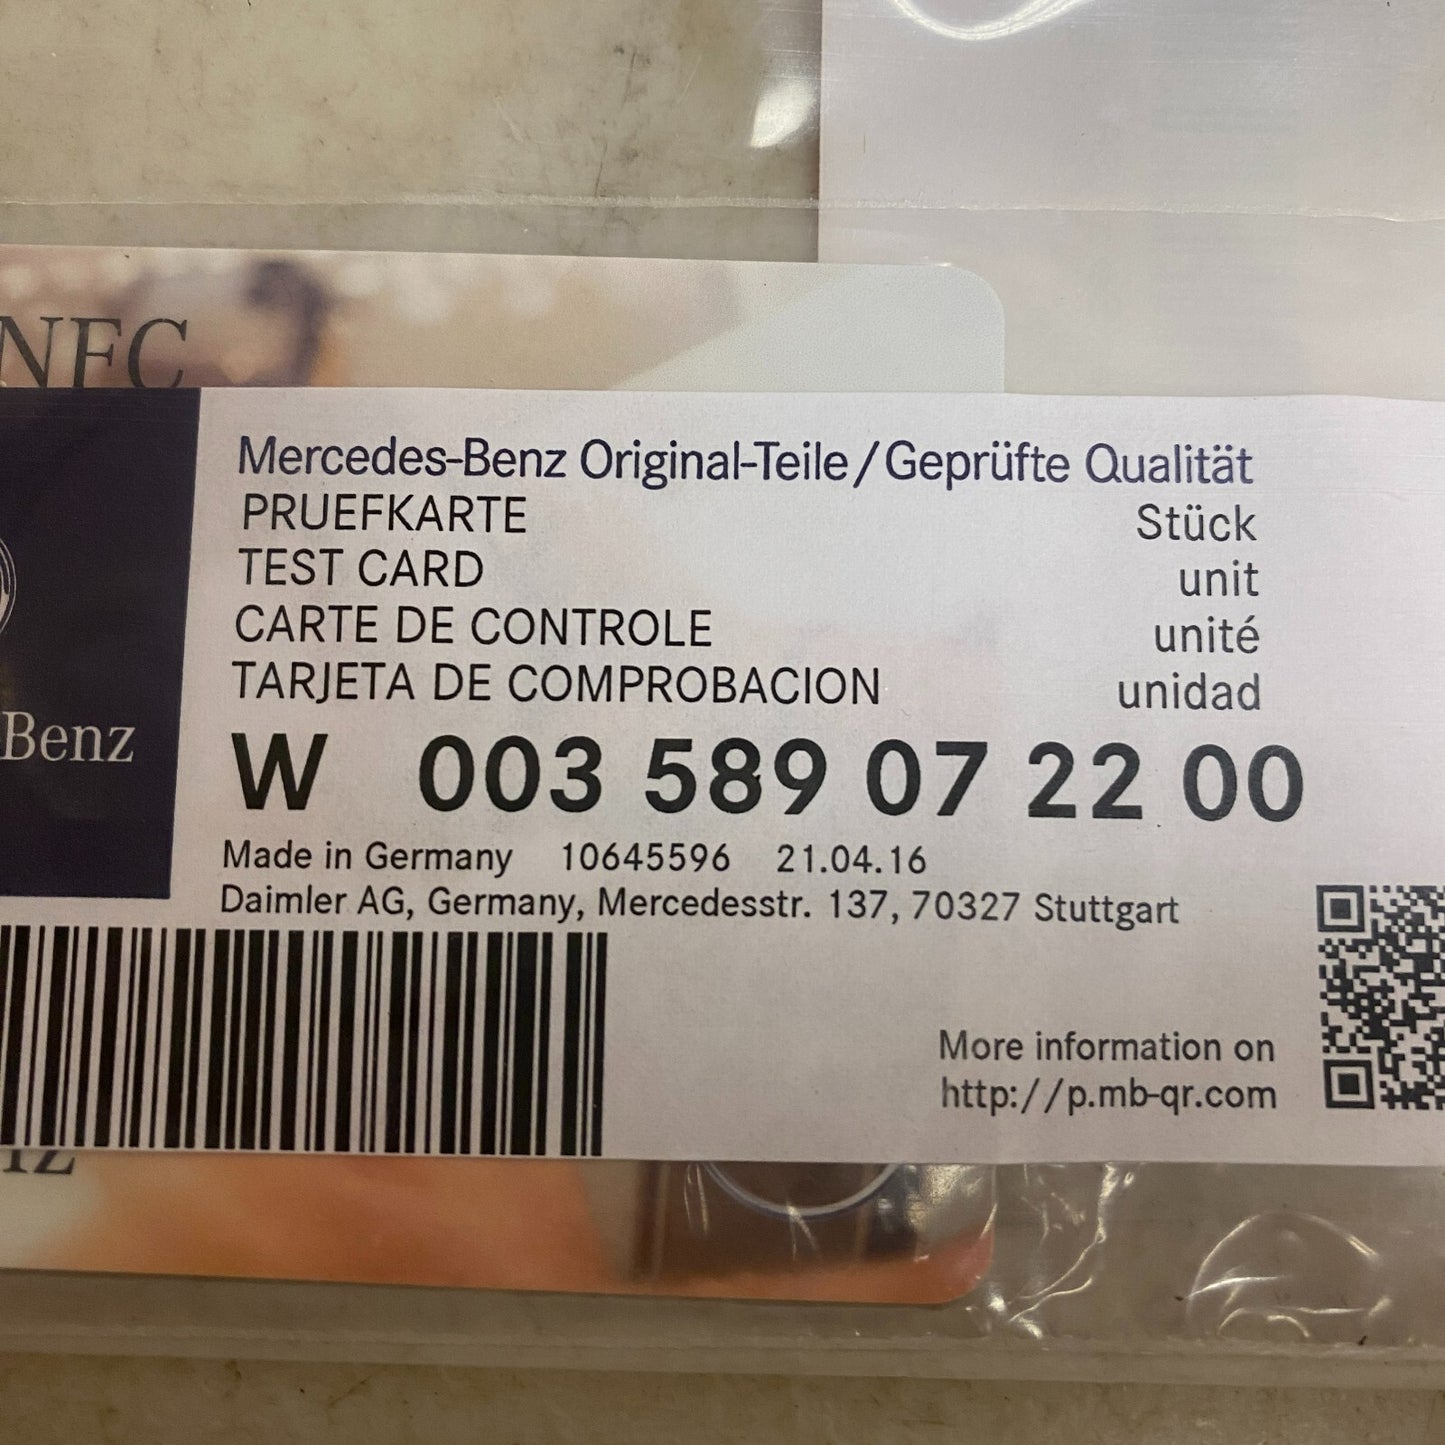 NFC
Mercedes-Benz Original-Teile/Geprüfte Qualität
PRUEFKARTE Stück
TEST CARD unit
CARTE DE CONTROLE unité
TARJETA DE COMPROBACION unidad
Benz
W 003 589 07 22 00
Made in Germany 10645596 21.04.16
Daimler AG, Germany, Mercedesstr. 137, 70327 Stuttgart
More information on
http://p.mb-qr.com